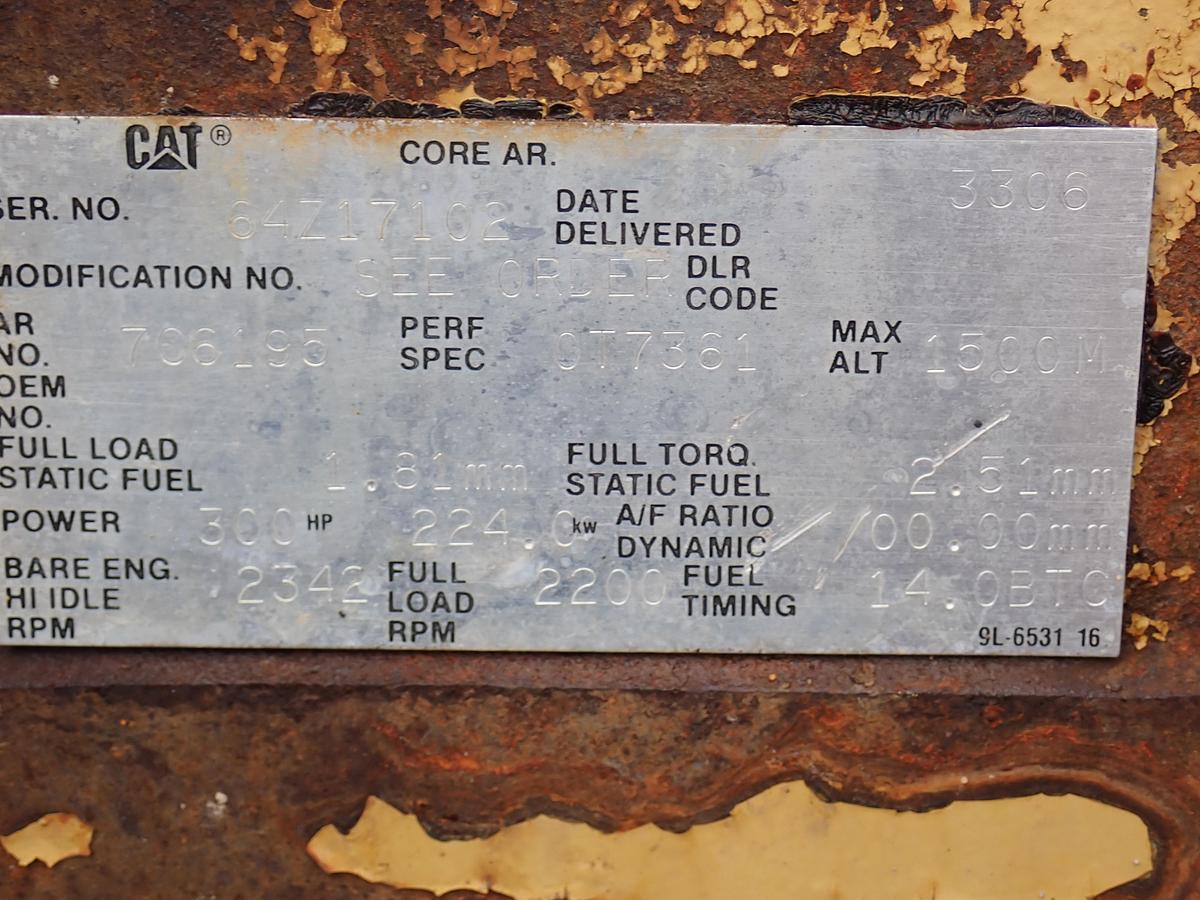 CAT® CORE AR. 3306
SER. NO. 64Z17102 DATE DELIVERED
MODIFICATION NO. SEE ORDER DLR CODE
AR NO. 7C6195 PERF SPEC 0T7361 MAX ALT 1500M
OEM NO.
FULL LOAD STATIC FUEL 1.81mm FULL TORQ. STATIC FUEL 2.51mm
POWER 300 HP 224.0 kw A/F RATIO DYNAMIC /00.00mm
BARE ENG. HI IDLE RPM 2342 FULL LOAD RPM 2200 FUEL TIMING 14.0BTC
9L-6531 16